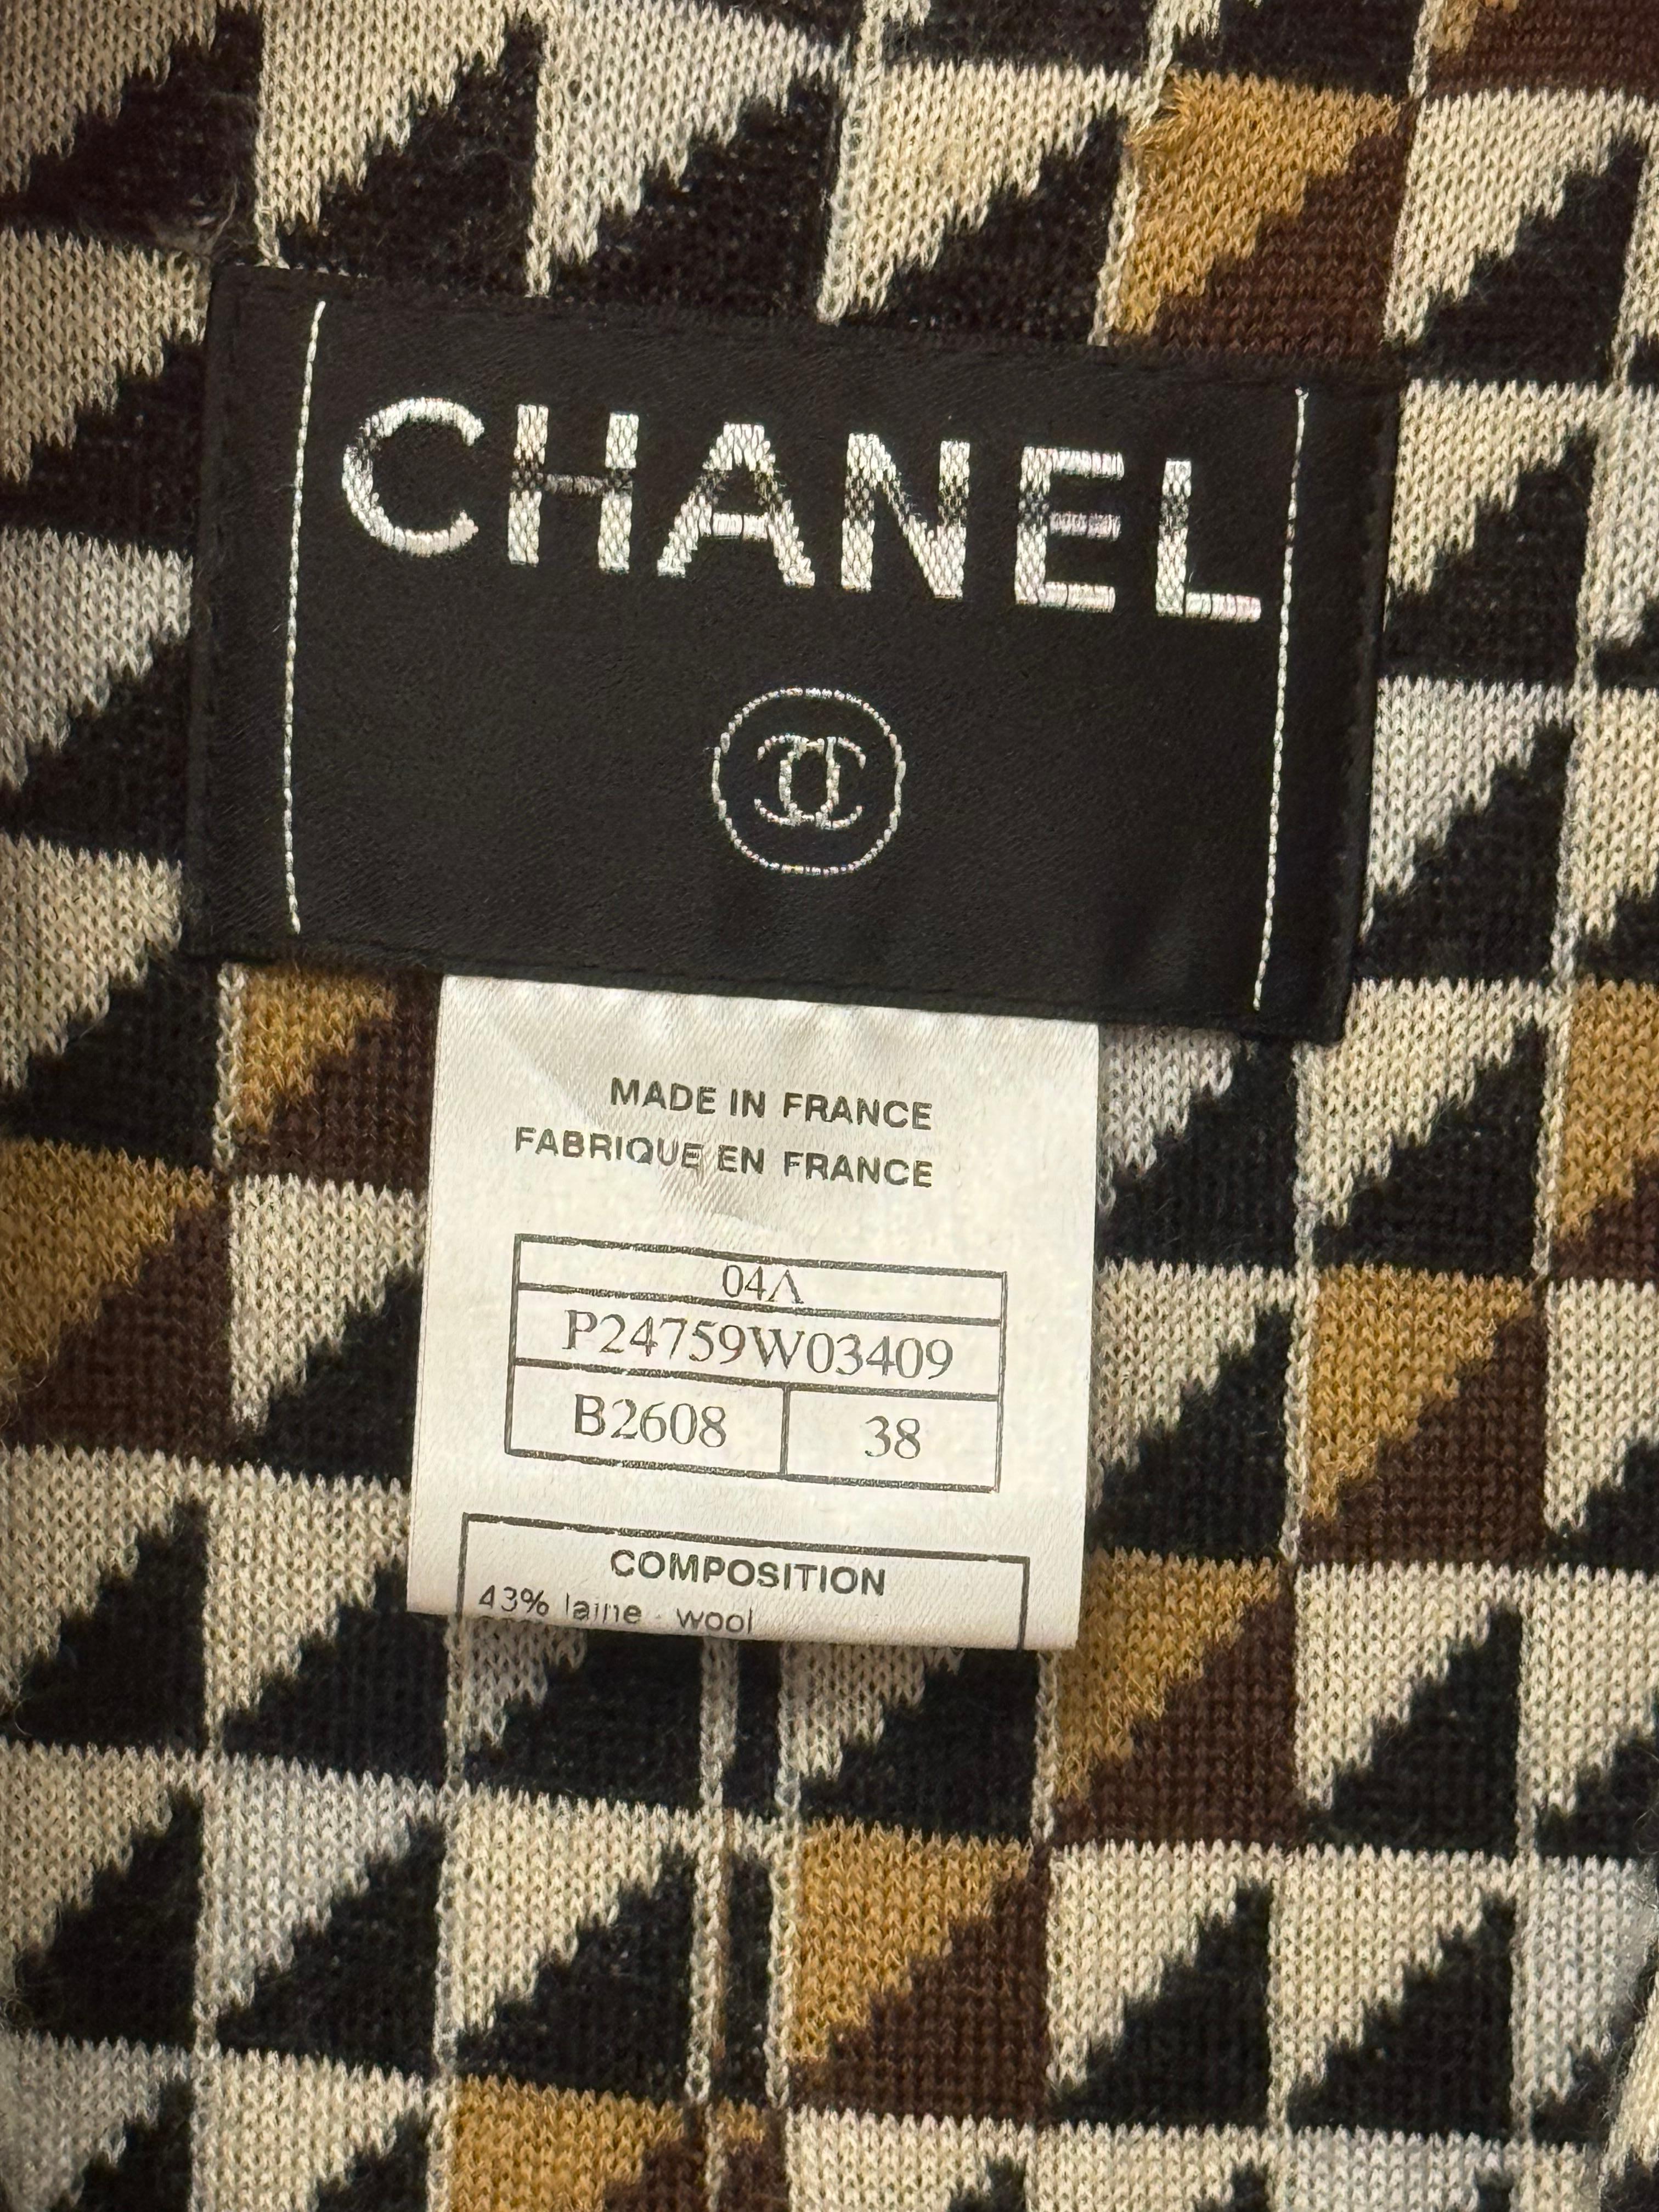 CHANEL
MADE IN FRANCE
FABRIQUE EN FRANCE
04A
P24759W03409
B2608 38
COMPOSITION
43% laine - wool